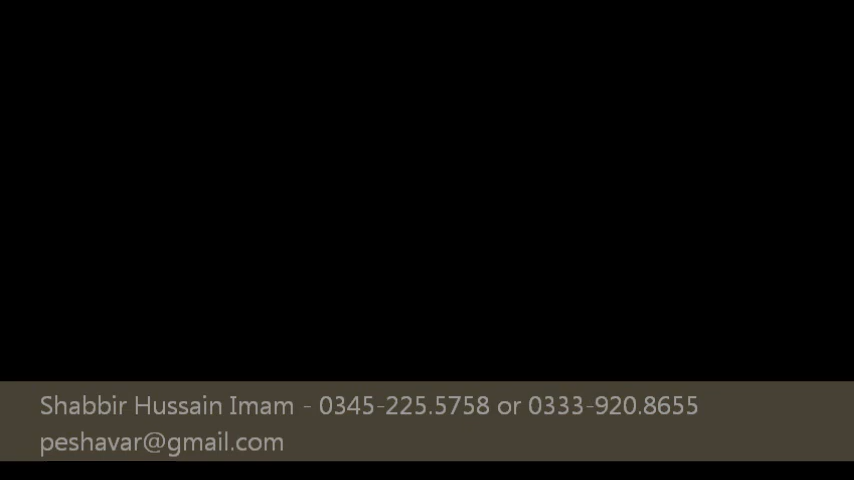 Shabbir Hussain Imam - 0345-225.5758 or 0333-920.8655
peshavar@gmail.com